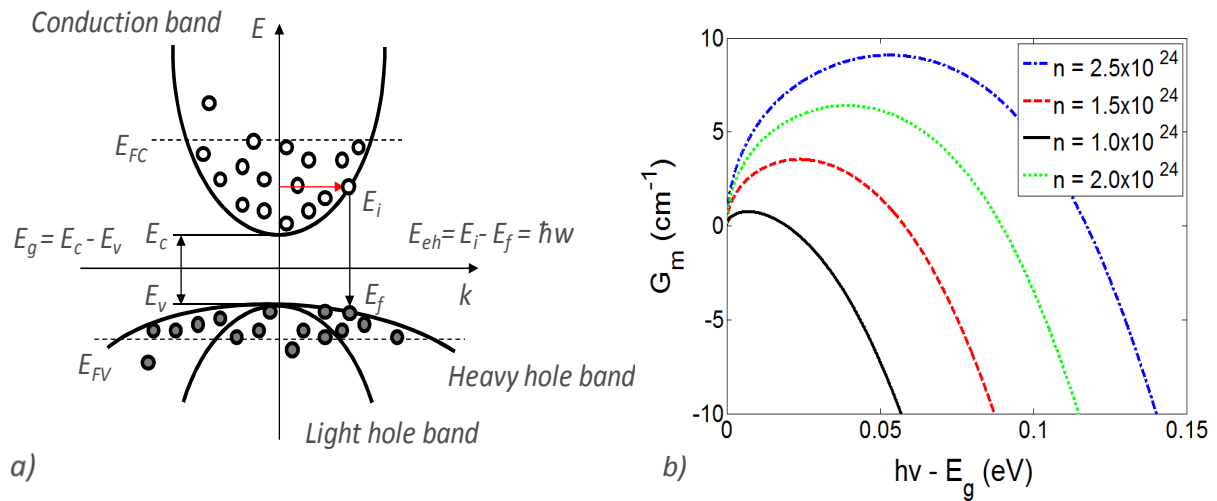 Conduction band
E
E_FC
E_i
E_g = E_c - E_v
E_c
E_eh = E_i - E_f = ħw
E_v
E_f
k
E_FV
Heavy hole band
Light hole band
a)
10
5
0
-5
-10
G_m (cm^-1)
n = 2.5x10^24
n = 1.5x10^24
n = 1.0x10^24
n = 2.0x10^24
0
0.05
0.1
0.15
hv - E_g (eV)
b)